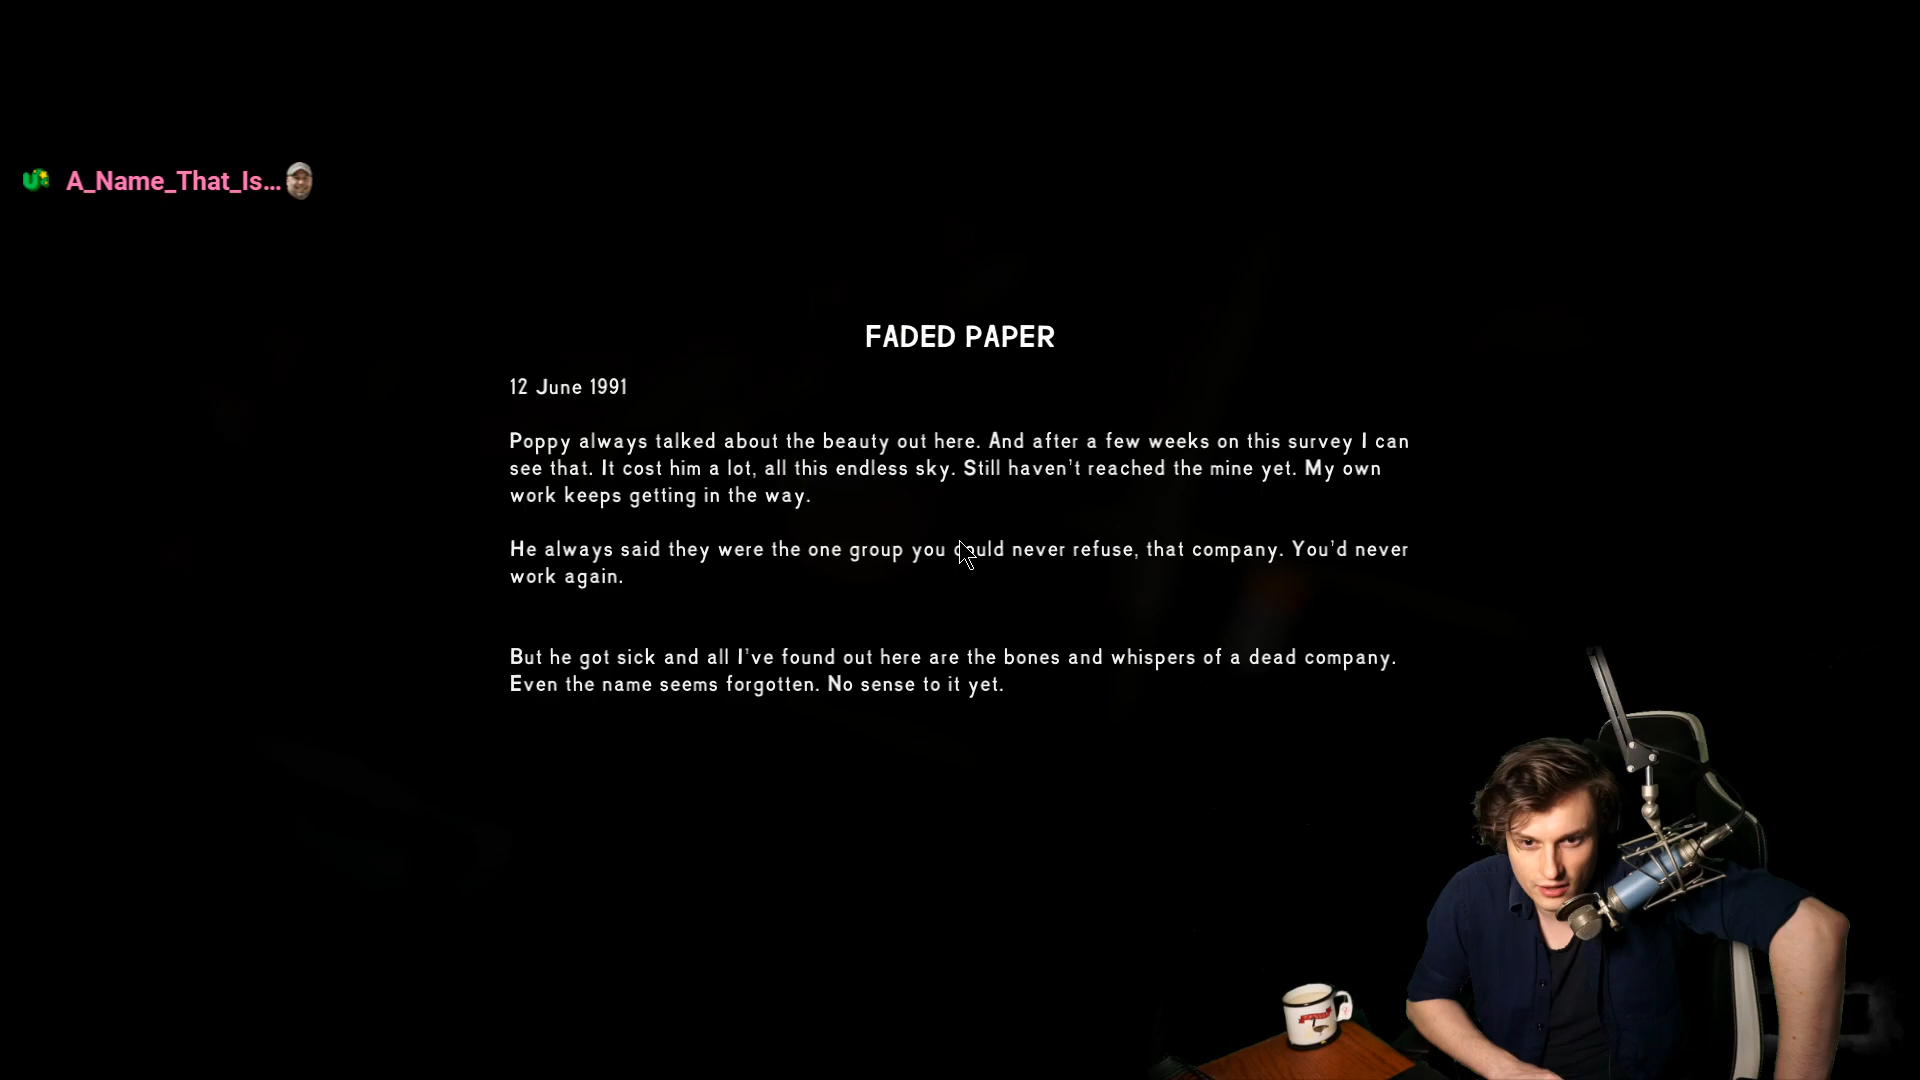 A_Name_That_Is...
FADED PAPER
12 June 1991
Poppy always talked about the beauty out here. And after a few weeks on this survey I can
see that. It cost him a lot, all this endless sky. Still haven't reached the mine yet. My own
work keeps getting in the way.
He always said they were the one group you could never refuse, that company. You'd never
work again.
But he got sick and all I've found out here are the bones and whispers of a dead company.
Even the name seems forgotten. No sense to it yet.